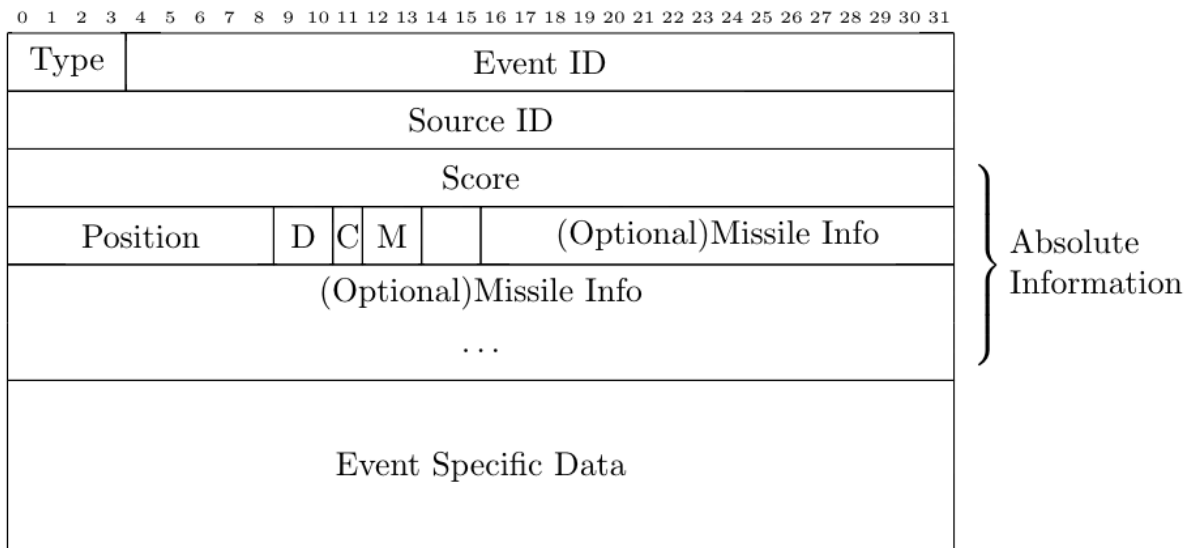 0 1 2 3 4 5 6 7 8 9 10 11 12 13 14 15 16 17 18 19 20 21 22 23 24 25 26 27 28 29 30 31
Type Event ID
Source ID
Score
Position D C M (Optional)Missile Info
(Optional)Missile Info
...
Absolute
Information
Event Specific Data